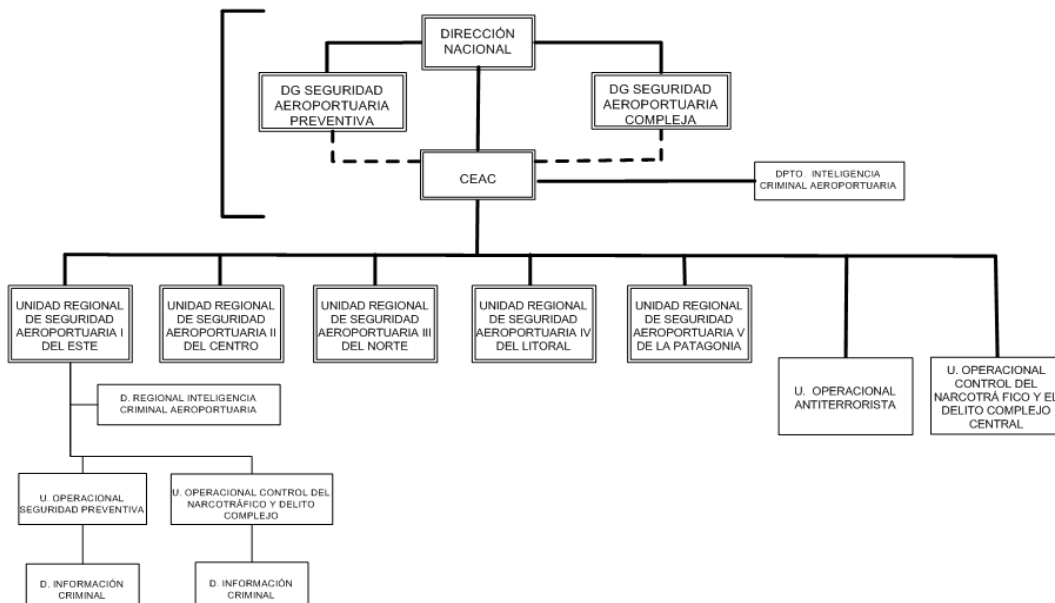 DIRECCIÓN
NACIONAL
DG SEGURIDAD
AEROPORTUARIA
PREVENTIVA
DG SEGURIDAD
AEROPORTUARIA
COMPLEJA
CEAC
DPTO. INTELIGENCIA
CRIMINAL AEROPORTUARIA
UNIDAD REGIONAL
DE SEGURIDAD
AEROPORTUARIA I
DEL ESTE
UNIDAD REGIONAL
DE SEGURIDAD
AEROPORTUARIA II
DEL CENTRO
UNIDAD REGIONAL
DE SEGURIDAD
AEROPORTUARIA III
DEL NORTE
UNIDAD REGIONAL
DE SEGURIDAD
AEROPORTUARIA IV
DEL LITORAL
UNIDAD REGIONAL
DE SEGURIDAD
AEROPORTUARIA V
DE LA PATAGONIA
U. OPERACIONAL
ANTITERRORISTA
U. OPERACIONAL
CONTROL DEL
NARCOTRÁ FICO Y EL
DELITO COMPLEJO
CENTRAL
D. REGIONAL INTELIGENCIA
CRIMINAL AEROPORTUARIA
U. OPERACIONAL
SEGURIDAD PREVENTIVA
U. OPERACIONAL CONTROL DEL
NARCOTRÁFICO Y DELITO
COMPLEJO
D. INFORMACIÓN
CRIMINAL
D. INFORMACIÓN
CRIMINAL